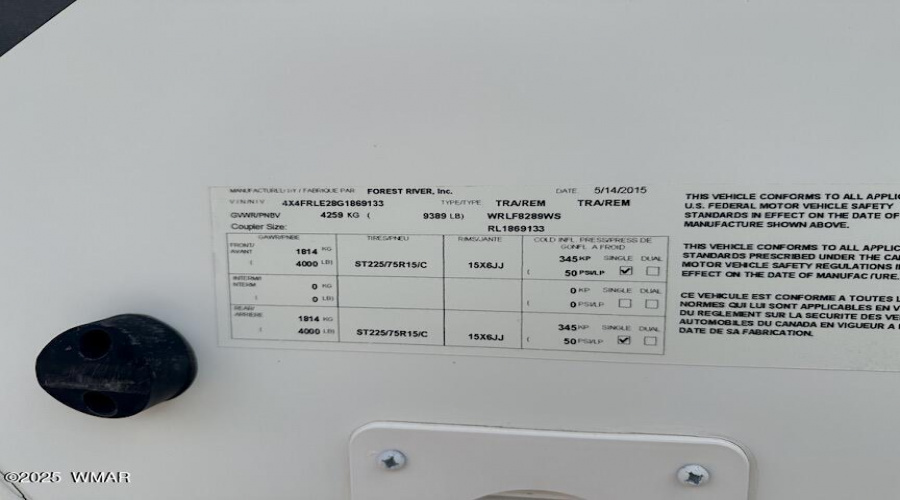 MANUFACTURED BY / FABRIQUE PAR FOREST RIVER, Inc. DATE 5/14/2015
V I N / N I V 4X4FRLE28G1869133 TYPE/TYPE TRA/REM TRA/REM
GVWR/PNBV 4259 KG ( 9389 LB) WRLF8289WS
Coupler Size: RL1869133
GAWR/PNBE TIRES/PNEU RIMS/JANTE COLD INFL. PRESS/PRESS DE GONFL A FROID
FRONT/ AVANT 1814 KG 345 KP SINGLE DUAL
( 4000 LB) ST225/75R15/C 15X6JJ ( 50 PSI/LP
INTERM/ INTERM 0 KG 0 KP SINGLE DUAL
( 0 LB) ( 0 PSI/LP
REAR/ ARRIERE 1814 KG 345 KP SINGLE DUAL
( 4000 LB) ST225/75R15/C 15X6JJ ( 50 PSI/LP
THIS VEHICLE CONFORMS TO ALL APPLIC
U.S. FEDERAL MOTOR VEHICLE SAFETY
STANDARDS IN EFFECT ON THE DATE OF
MANUFACTURE SHOWN ABOVE.
THIS VEHICLE CONFORMS TO ALL APPLIC
STANDARDS PRESCRIBED UNDER THE CA
MOTOR VEHICLE SAFETY REGULATIONS I
EFFECT ON THE DATE OF MANUFACTURE.
CE VEHICULE EST CONFORME A TOUTES L
NORMES QUI LUI SONT APPLICABLES EN V
DU REGLEMENT SUR LA SECURITE DES VE
AUTOMOBILES DU CANADA EN VIGUEUR A
DATE DE SA FABRICATION.
©2025 WMAR